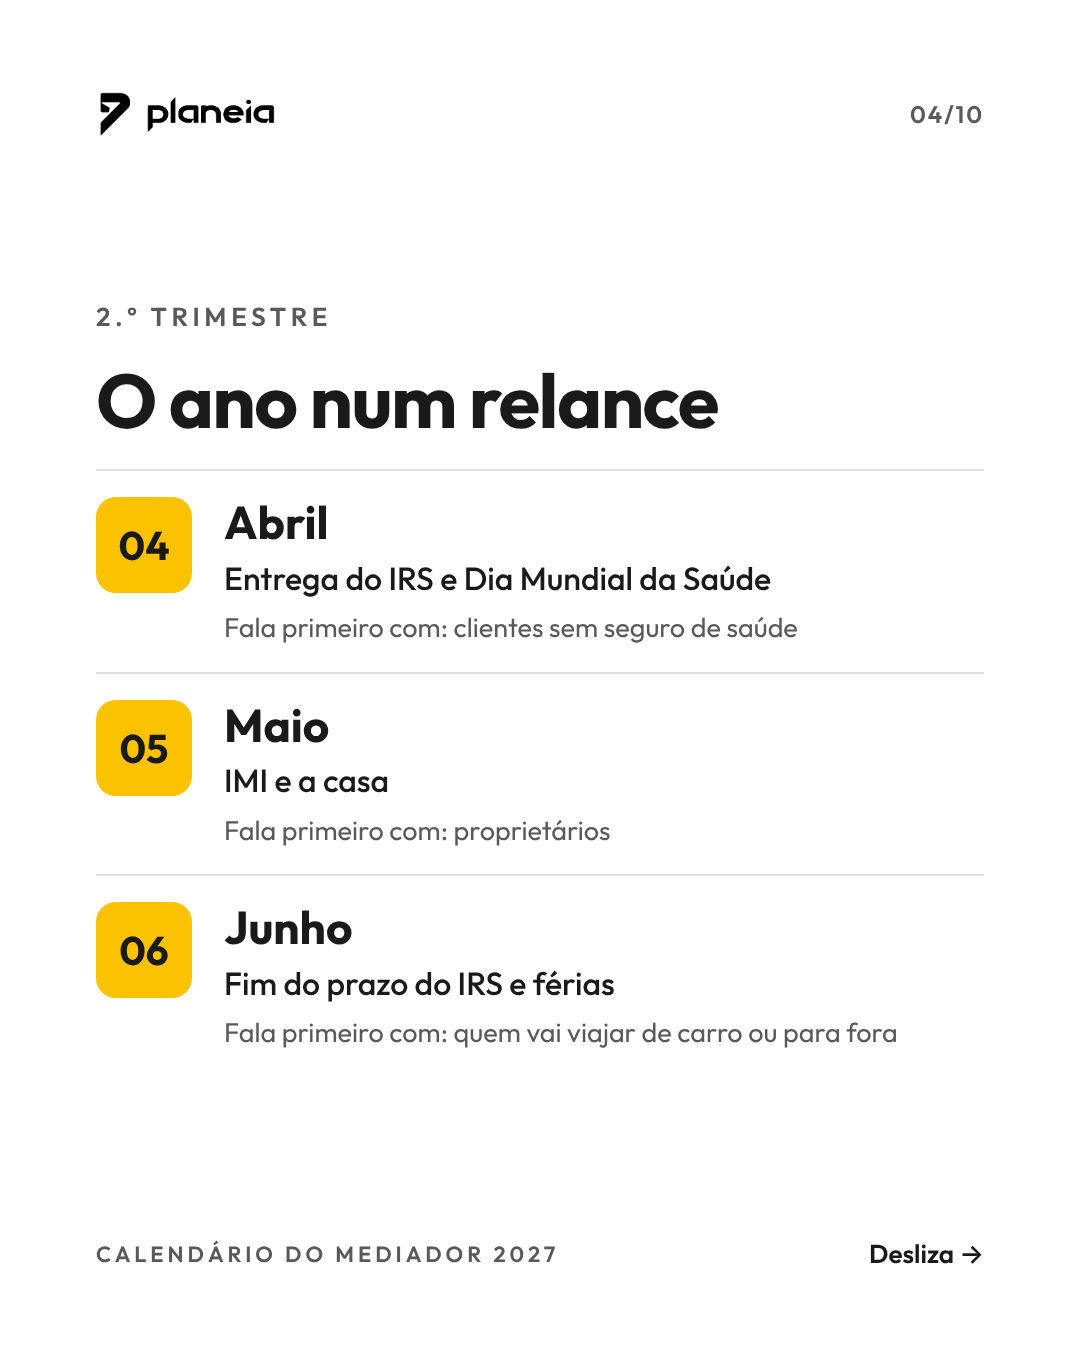 planeia
04/10
2.º TRIMESTRE
O ano num relance
04
Abril
Entrega do IRS e Dia Mundial da Saúde
Fala primeiro com: clientes sem seguro de saúde
05
Maio
IMI e a casa
Fala primeiro com: proprietários
06
Junho
Fim do prazo do IRS e férias
Fala primeiro com: quem vai viajar de carro ou para fora
CALENDÁRIO DO MEDIADOR 2027
Desliza →